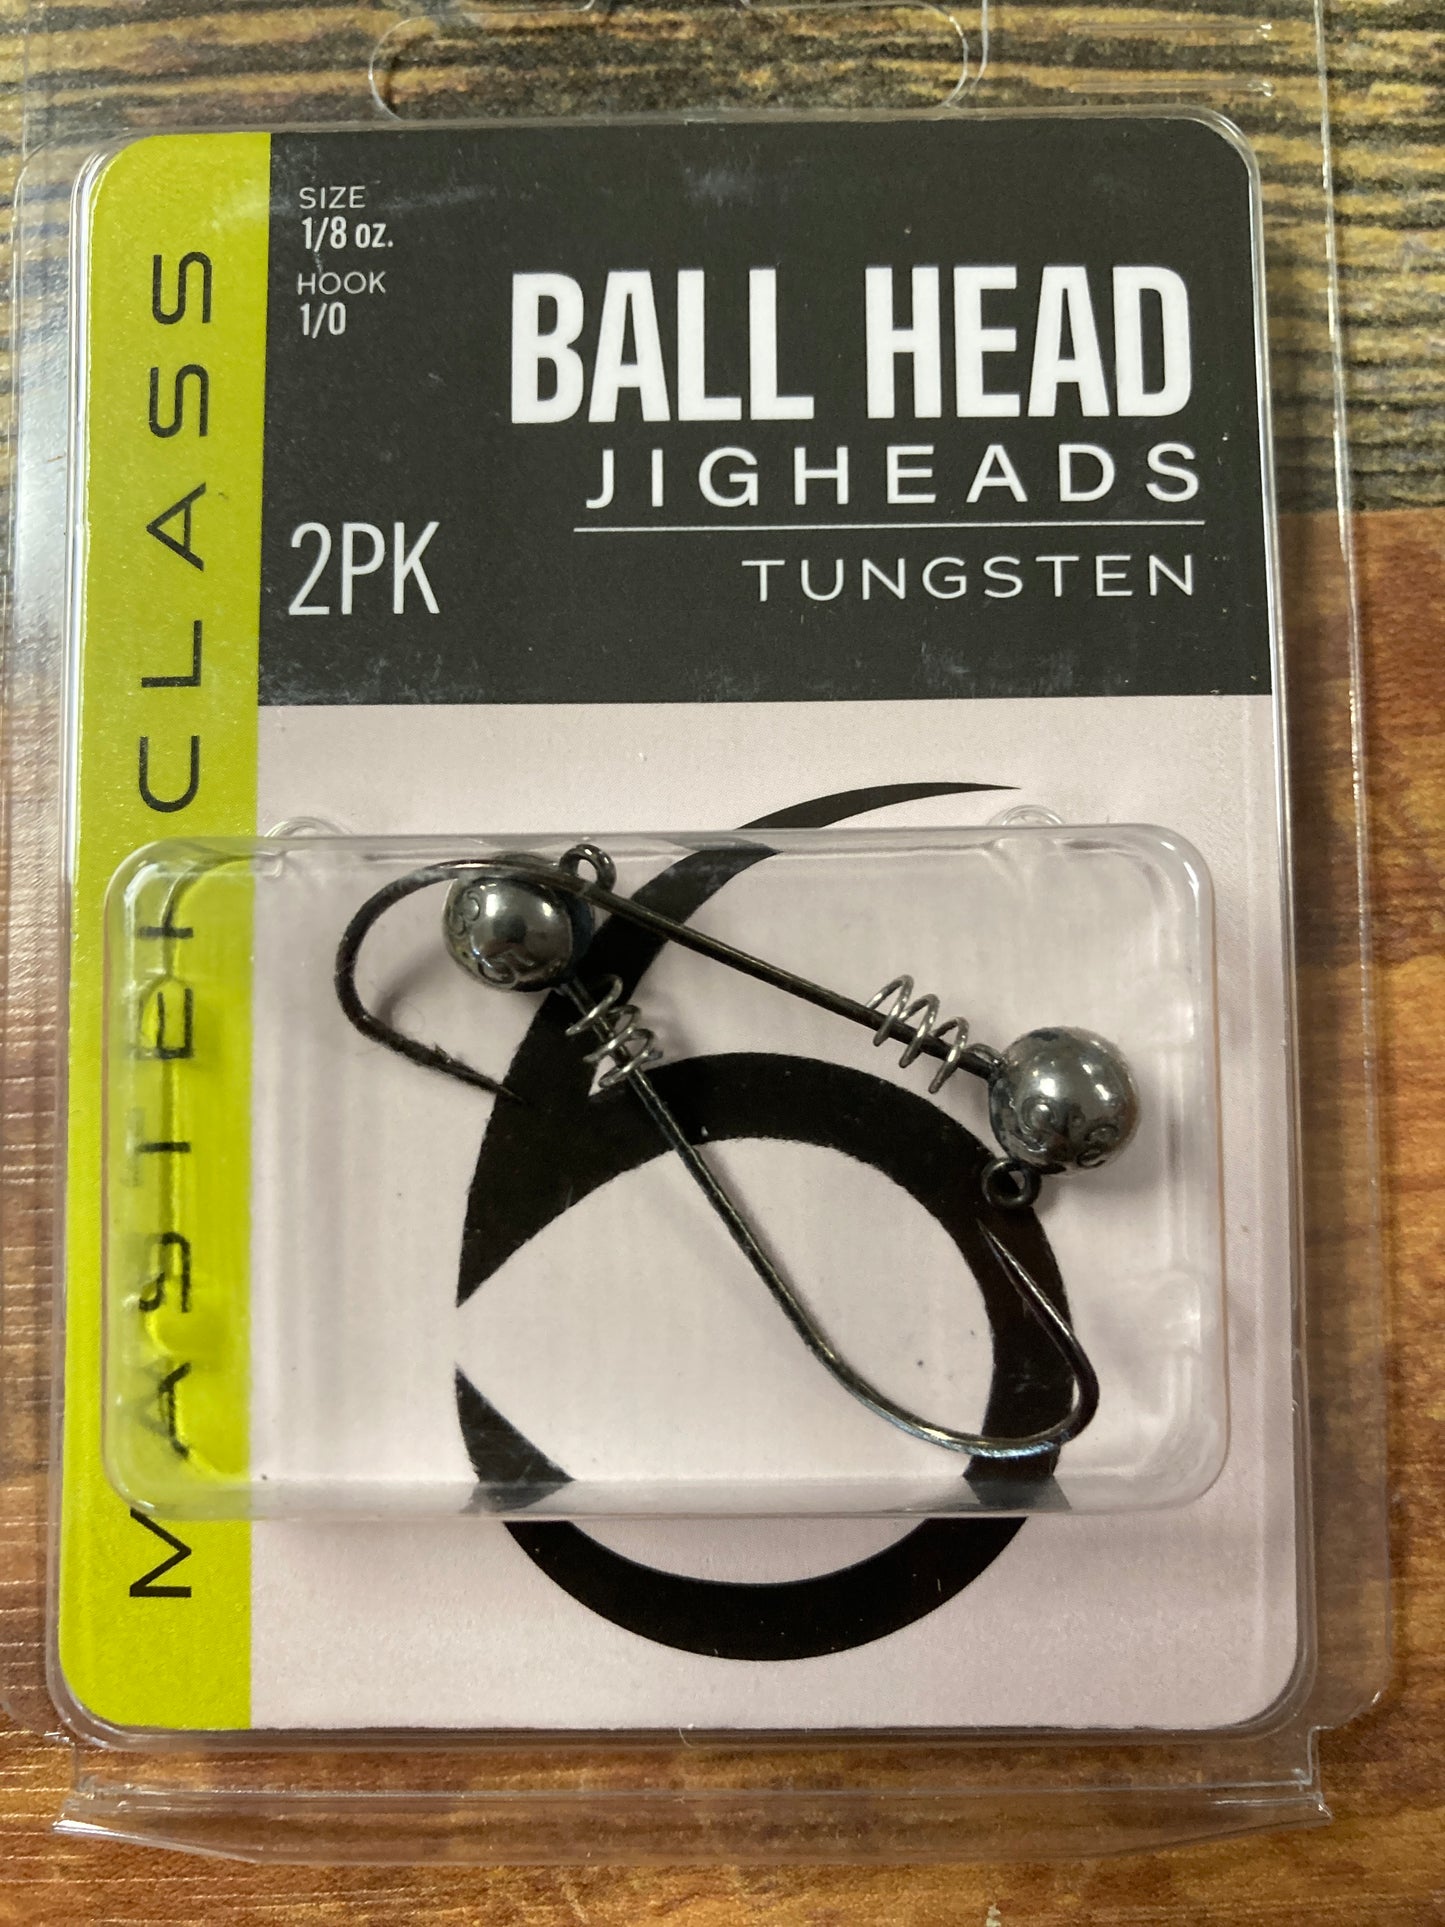 SIZE
1/8 oz.
HOOK
1/0
BALL HEAD
JIGHEADS
2PK
TUNGSTEN
MASTER CLASS